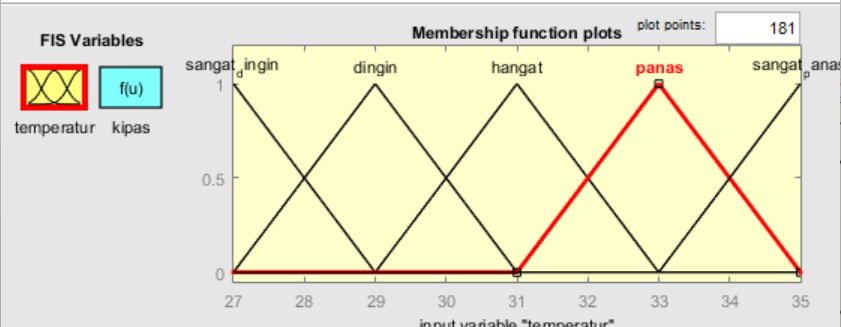 FIS Variables
f(u)
temperatur kipas
Membership function plots
plot points: 181
sangat_dingin dingin hangat panas sangat_panas
1
0.5
0
27 28 29 30 31 32 33 34 35
input variable "temperatur"